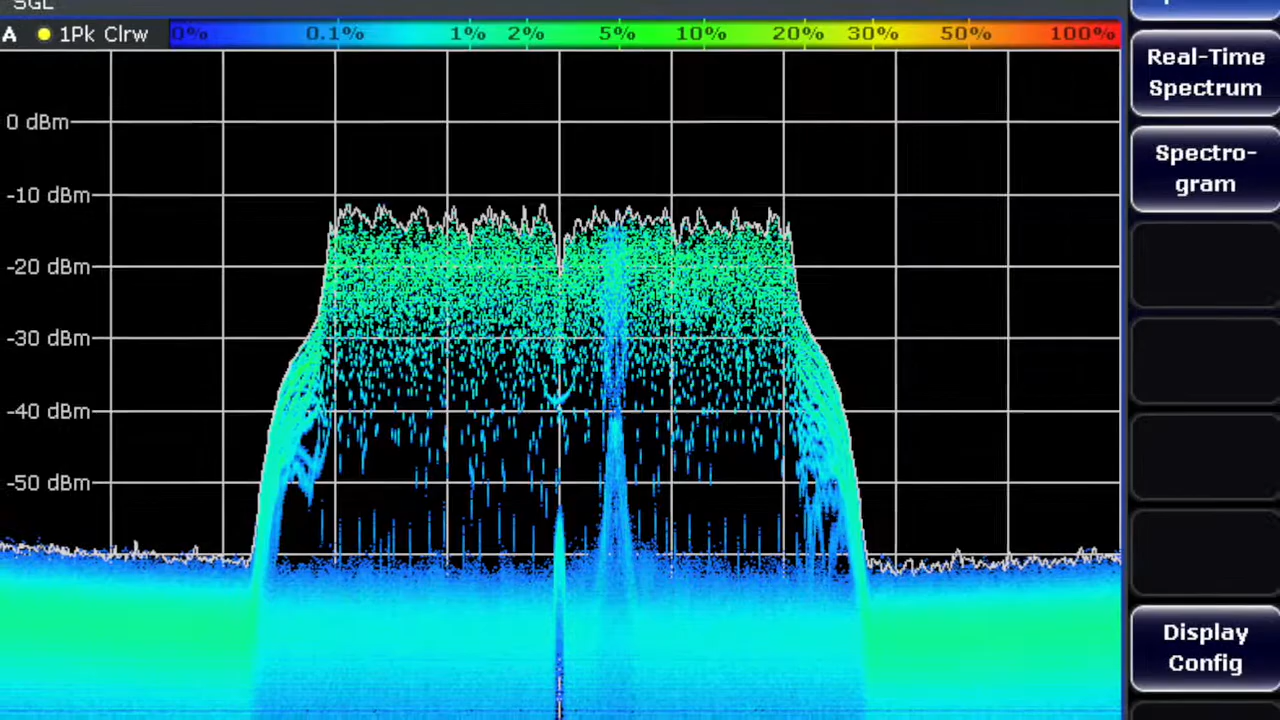 SGL
A 1Pk Clrw 0% 0.1% 1% 2% 5% 10% 20% 30% 50% 100%
Real-Time
Spectrum
0 dBm
Spectro-
gram
-10 dBm
-20 dBm
-30 dBm
-40 dBm
-50 dBm
Display
Config